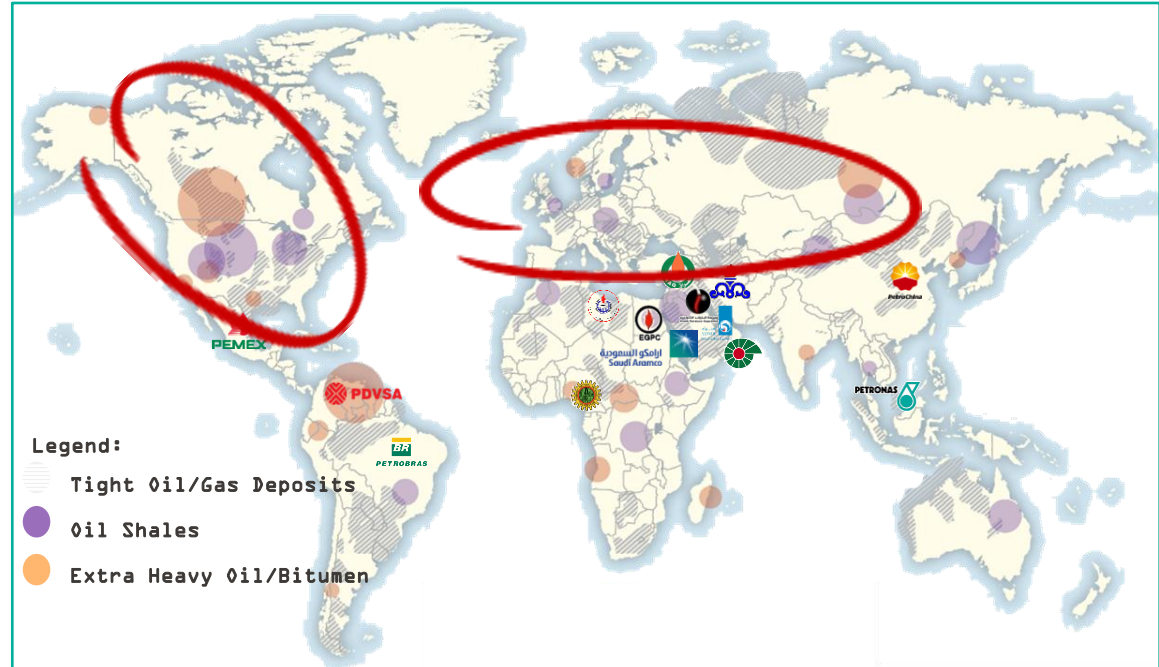 EGPC
ارامكو السعودية
Saudi Aramco
PetroChina
PEMEX
PDVSA
PETRONAS
BR
PETROBRAS
Legend:
Tight Oil/Gas Deposits
Oil Shales
Extra Heavy Oil/Bitumen